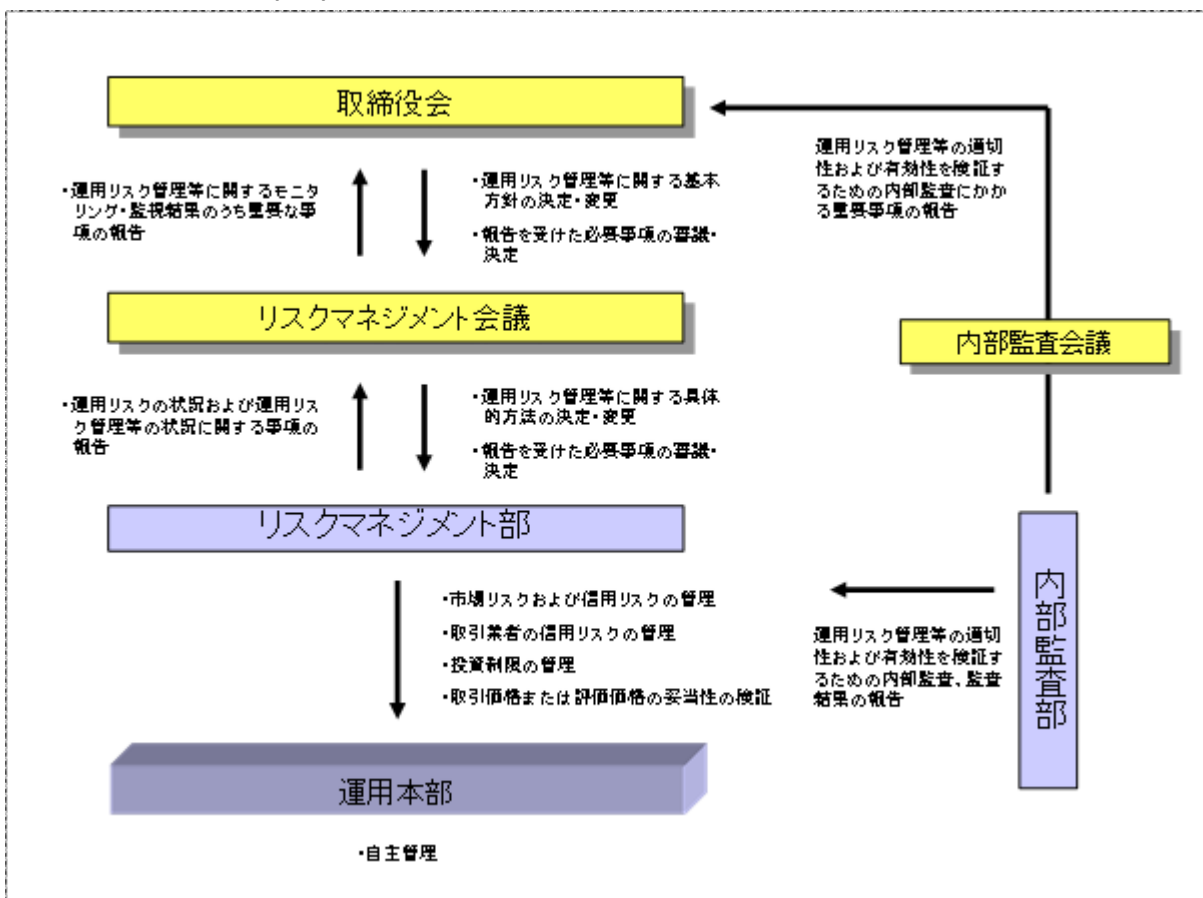 取締役会
・運用リスク管理等に関するモニ
タリング・監視結果のうち重要な事
項の報告
・運用リスク管理等に関する基本
方針の決定・変更
・報告を受けた必要事項の審議・
決定
運用リスク管理等の適切
性および有効性を検証す
るための内部監査にかか
る重要事項の報告
リスクマネジメント会議
内部監査会議
・運用リスクの状況および運用リス
ク管理等の状況に関する事項の
報告
・運用リスク管理等に関する具体
的方法の決定・変更
・報告を受けた必要事項の審議・
決定
リスクマネジメント部
・市場リスクおよび信用リスクの管理
・取引業者の信用リスクの管理
・投資制限の管理
・取引価格または評価価格の妥当性の検証
運用リスク管理等の適切
性および有効性を検証す
るための内部監査、監査
結果の報告
内部監査部
運用本部
・自主管理